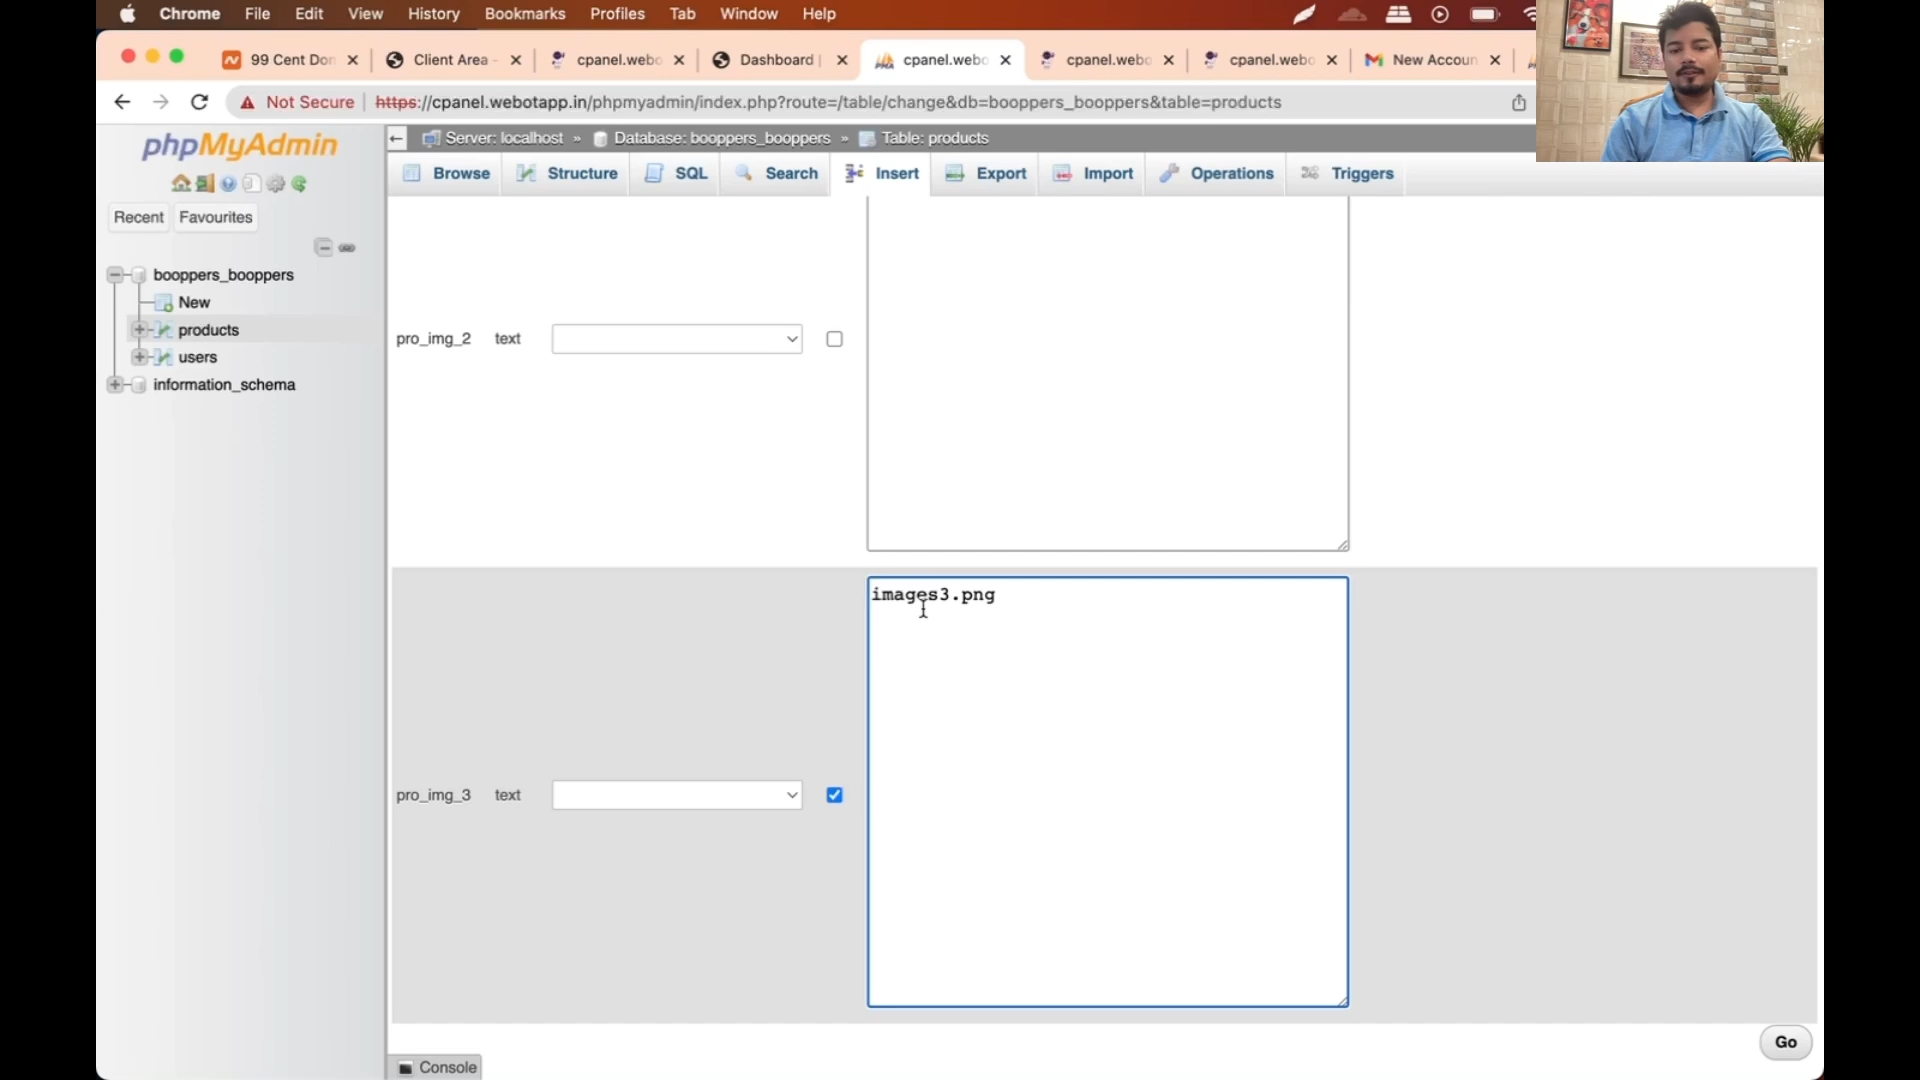 Chrome File Edit View History Bookmarks Profiles Tab Window Help
99 Cent Don Client Area - cpanel.webo Dashboard | cpanel.webo cpanel.webo cpanel.webo New Accoun
Not Secure https://cpanel.webotapp.in/phpmyadmin/index.php?route=/table/change&db=booppers_booppers&table=products
phpMyAdmin
Recent Favourites
booppers_booppers
New
products
users
information_schema
Server: localhost » Database: booppers_booppers » Table: products
Browse Structure SQL Search Insert Export Import Operations Triggers
pro_img_2 text
images3.png
pro_img_3 text
Go
Console